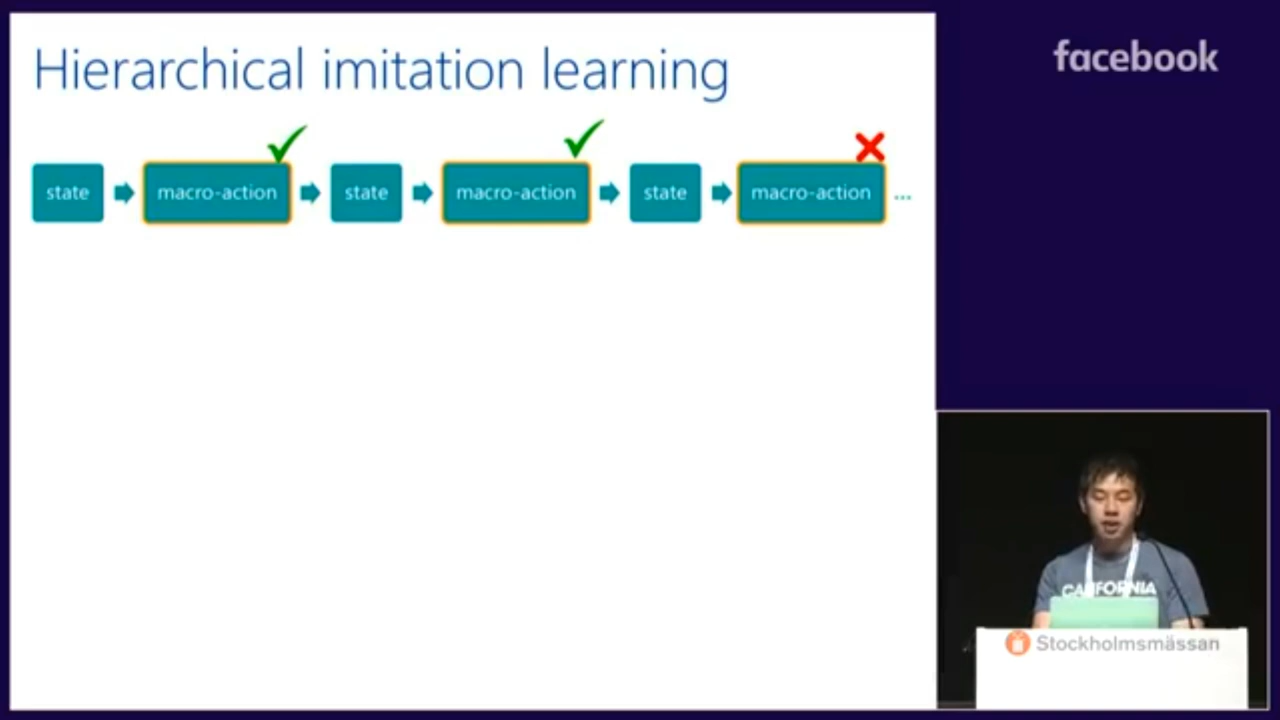 Hierarchical imitation learning
facebook
state macro-action state macro-action state macro-action ...
CALIFORNIA
Stockholmsmässan